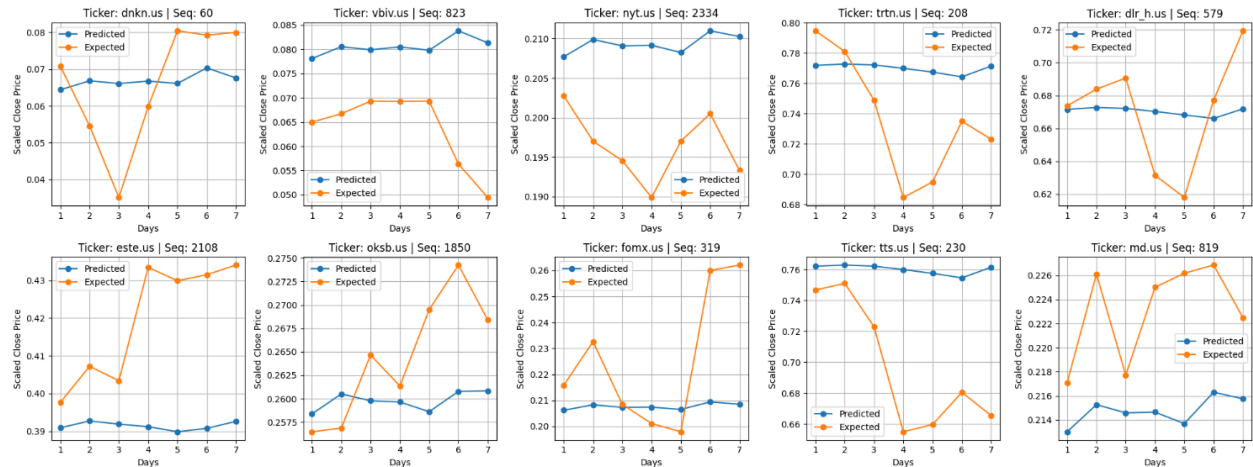 Ticker: dnkn.us | Seq: 60
Scaled Close Price
0.08
0.07
0.06
0.05
0.04
Predicted
Expected
1 2 3 4 5 6 7
Days
Ticker: vbiv.us | Seq: 823
Scaled Close Price
0.085
0.080
0.075
0.070
0.065
0.060
0.055
0.050
Predicted
Expected
1 2 3 4 5 6 7
Days
Ticker: nyt.us | Seq: 2334
Scaled Close Price
0.210
0.205
0.200
0.195
0.190
Predicted
Expected
1 2 3 4 5 6 7
Days
Ticker: trtn.us | Seq: 208
Scaled Close Price
0.80
0.78
0.76
0.74
0.72
0.70
0.68
Predicted
Expected
1 2 3 4 5 6 7
Days
Ticker: dlr_h.us | Seq: 579
Scaled Close Price
0.72
0.70
0.68
0.66
0.64
0.62
Predicted
Expected
1 2 3 4 5 6 7
Days
Ticker: este.us | Seq: 2108
Scaled Close Price
0.43
0.42
0.41
0.40
0.39
Predicted
Expected
1 2 3 4 5 6 7
Days
Ticker: oksb.us | Seq: 1850
Scaled Close Price
0.2750
0.2725
0.2700
0.2675
0.2650
0.2625
0.2600
0.2575
Predicted
Expected
1 2 3 4 5 6 7
Days
Ticker: fomx.us | Seq: 319
Scaled Close Price
0.26
0.25
0.24
0.23
0.22
0.21
0.20
Predicted
Expected
1 2 3 4 5 6 7
Days
Ticker: tts.us | Seq: 230
Scaled Close Price
0.76
0.74
0.72
0.70
0.68
0.66
Predicted
Expected
1 2 3 4 5 6 7
Days
Ticker: md.us | Seq: 819
Scaled Close Price
0.226
0.224
0.222
0.220
0.218
0.216
0.214
Predicted
Expected
1 2 3 4 5 6 7
Days